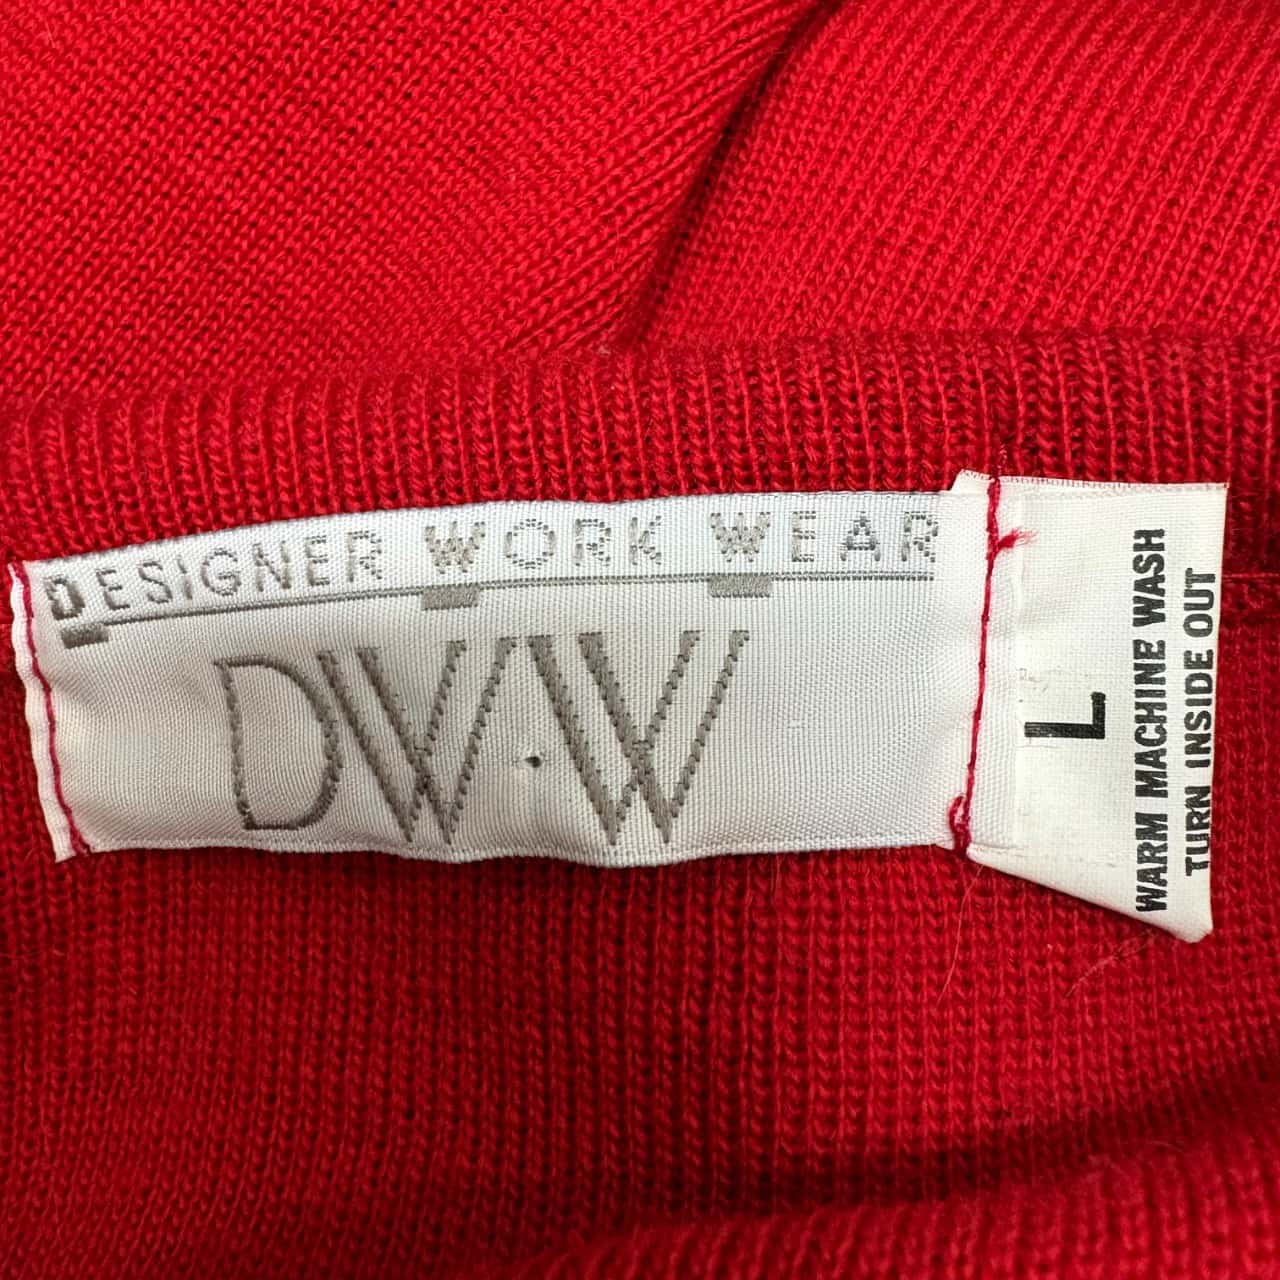 DESIGNER WORK WEAR
DWW
L
WARM MACHINE WASH
TURN INSIDE OUT